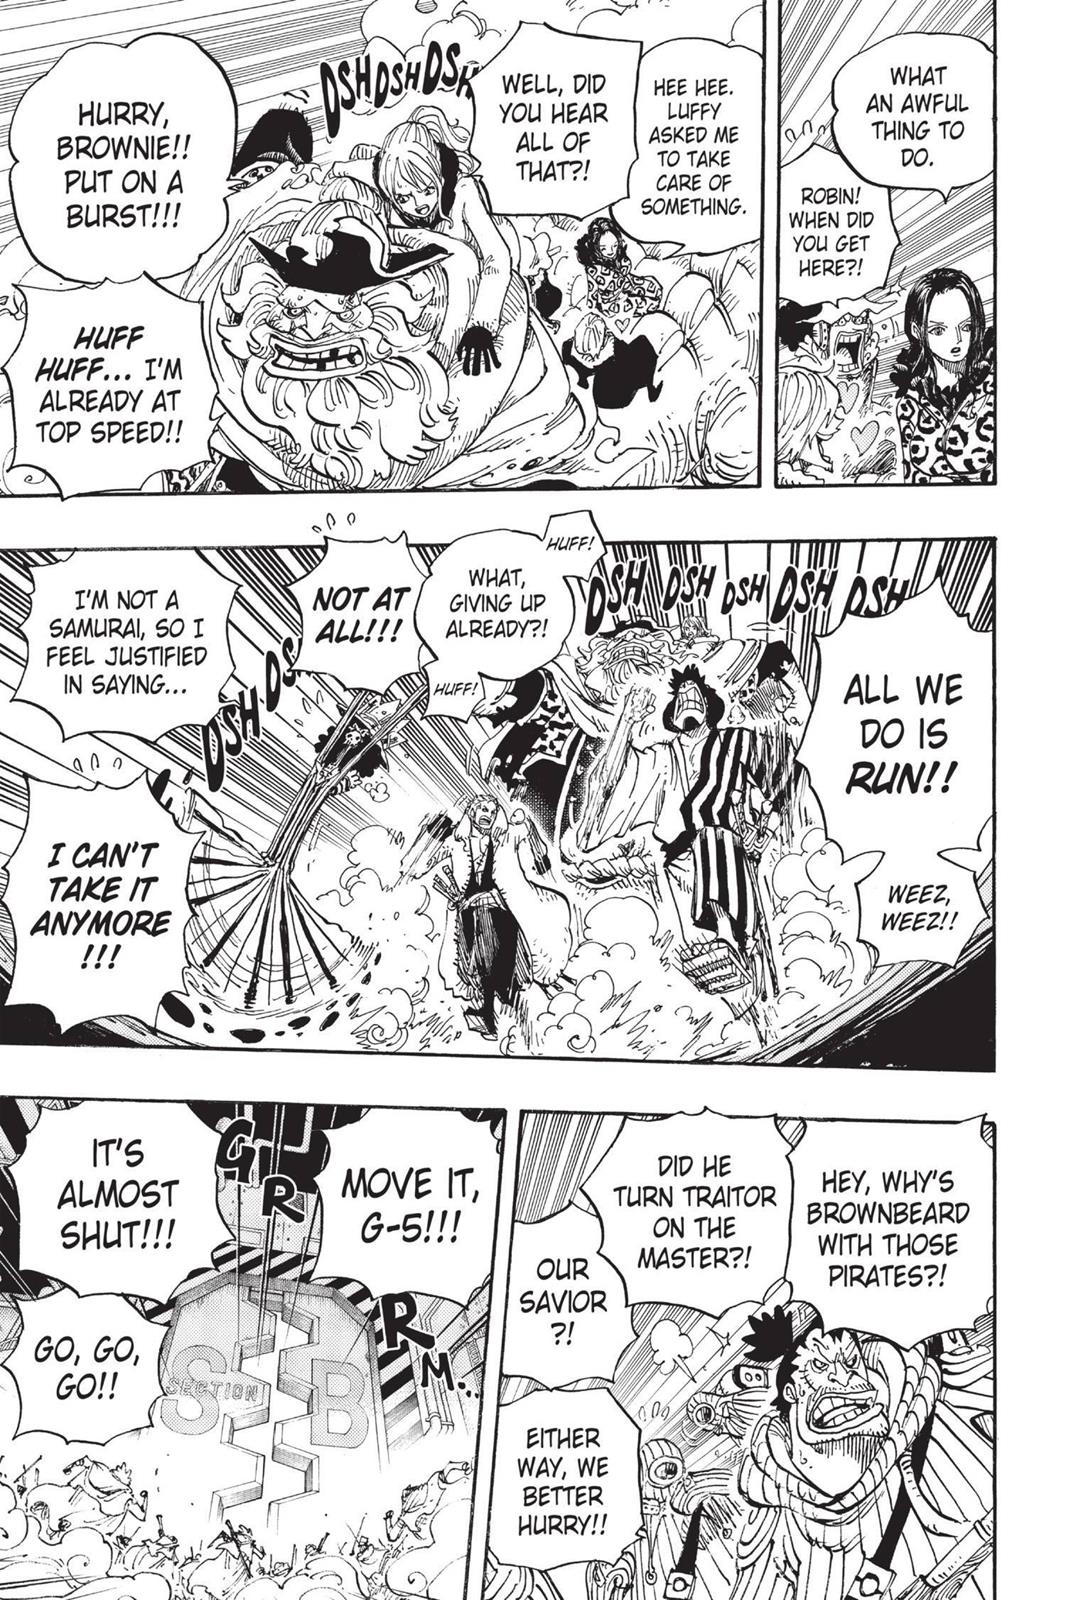 WHAT
AN AWFUL
THING TO
DO.
ROBIN!
WHEN DID
YOU GET
HERE?!
HEE HEE.
LUFFY
ASKED ME
TO TAKE
CARE OF
SOMETHING.
WELL, DID
YOU HEAR
ALL OF
THAT?!
DSH DSH DSH
HURRY,
BROWNIE!!
PUT ON A
BURST!!!
HUFF
HUFF... I'M
ALREADY AT
TOP SPEED!!
ALL WE
DO IS
RUN!!
WEEZ,
WEEZ!!
DSH DSH DSH DSH DSH
HUFF!
WHAT,
GIVING UP
ALREADY?!
HUFF!
NOT AT
ALL!!!
DSH DSH
I'M NOT A
SAMURAI, SO I
FEEL JUSTIFIED
IN SAYING...
I CAN'T
TAKE IT
ANYMORE
!!!
HEY, WHY'S
BROWNBEARD
WITH THOSE
PIRATES?!
DID HE
TURN TRAITOR
ON THE
MASTER?!
OUR
SAVIOR
?!
EITHER
WAY, WE
BETTER
HURRY!!
MOVE IT,
G-5!!!
GRRM...
IT'S
ALMOST
SHUT!!!
GO, GO,
GO!!
S B
SECTION